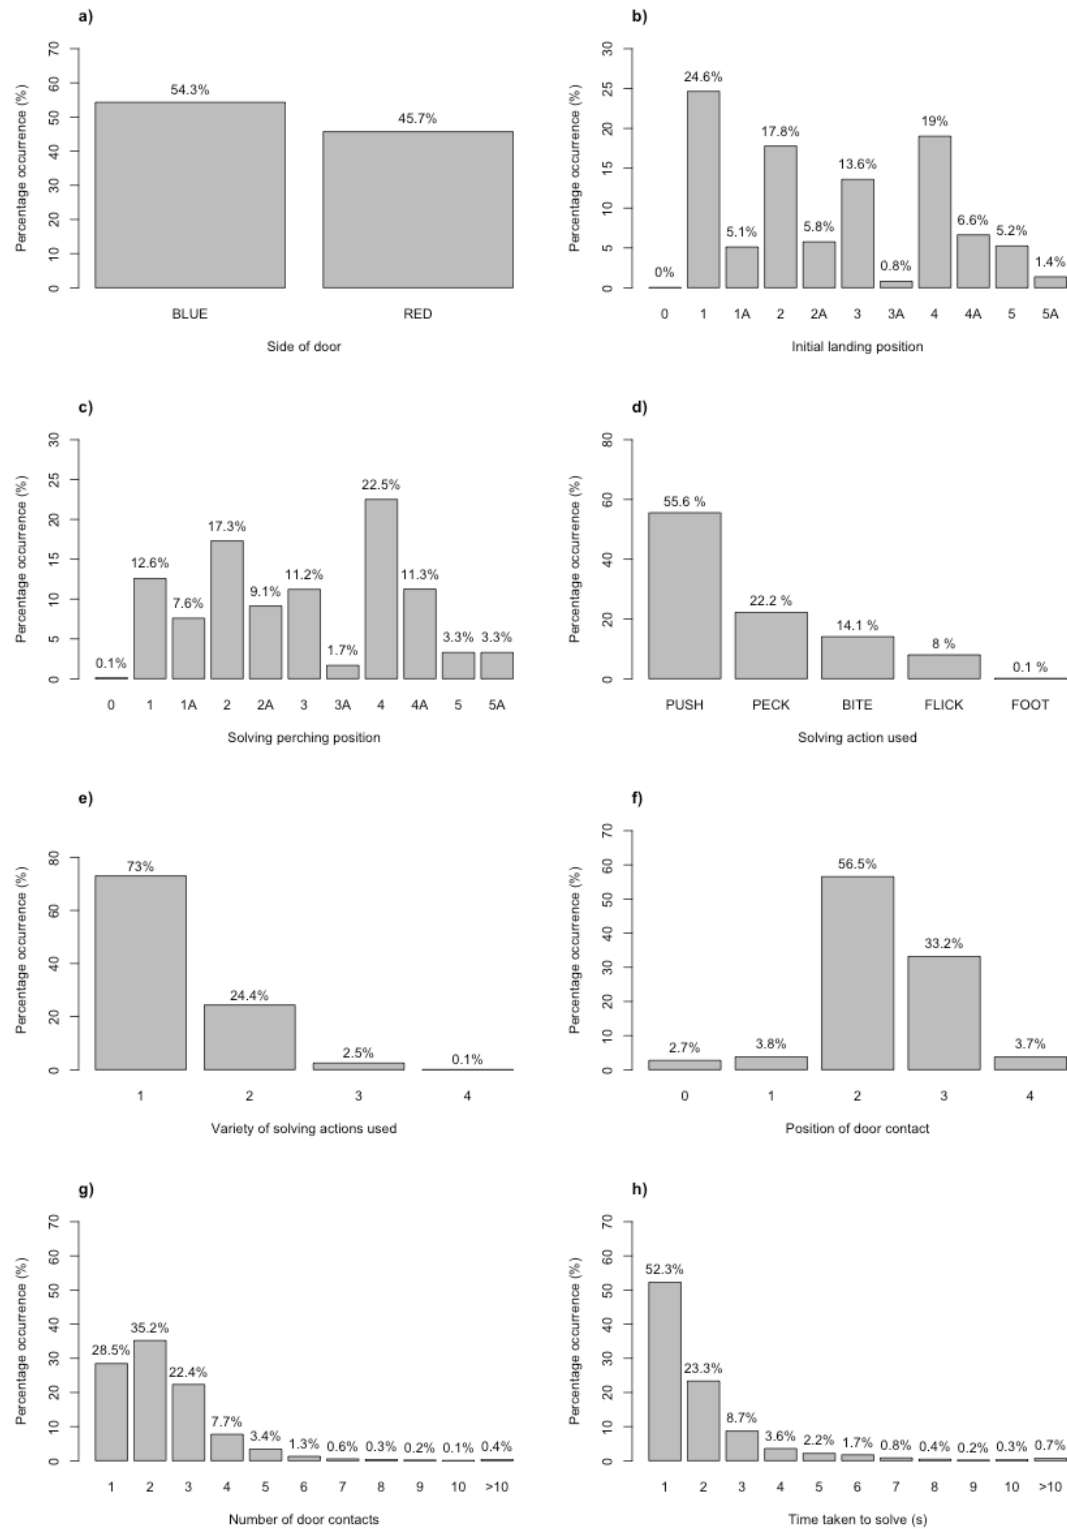 a)
70
60
50
40
30
20
10
0
Percentage occurrence (%)
54.3%
45.7%
BLUE RED
Side of door
b)
30
25
20
15
10
5
0
Percentage occurrence (%)
0% 24.6% 5.1% 17.8% 5.8% 13.6% 0.8% 19% 6.6% 5.2% 1.4%
0 1 1A 2 2A 3 3A 4 4A 5 5A
Initial landing position
c)
30
25
20
15
10
5
0
Percentage occurrence (%)
0.1% 12.6% 7.6% 17.3% 9.1% 11.2% 1.7% 22.5% 11.3% 3.3% 3.3%
0 1 1A 2 2A 3 3A 4 4A 5 5A
Solving perching position
d)
80
60
40
20
0
Percentage occurrence (%)
55.6 % 22.2 % 14.1 % 8 % 0.1 %
PUSH PECK BITE FLICK FOOT
Solving action used
e)
80
60
40
20
0
Percentage occurrence (%)
73% 24.4% 2.5% 0.1%
1 2 3 4
Variety of solving actions used
f)
70
60
50
40
30
20
10
0
Percentage occurrence (%)
2.7% 3.8% 56.5% 33.2% 3.7%
0 1 2 3 4
Position of door contact
g)
70
60
50
40
30
20
10
0
Percentage occurrence (%)
28.5% 35.2% 22.4% 7.7% 3.4% 1.3% 0.6% 0.3% 0.2% 0.1% 0.4%
1 2 3 4 5 6 7 8 9 10 >10
Number of door contacts
h)
70
60
50
40
30
20
10
0
Percentage occurrence (%)
52.3% 23.3% 8.7% 3.6% 2.2% 1.7% 0.8% 0.4% 0.2% 0.3% 0.7%
1 2 3 4 5 6 7 8 9 10 >10
Time taken to solve (s)